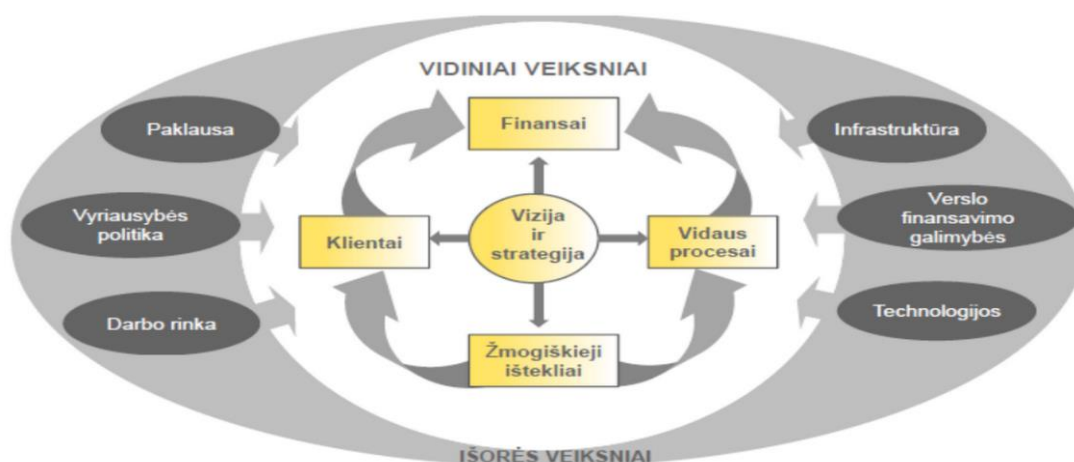 VIDINIAI VEIKSNIAI
Finansai
Paklausa
Infrastruktūra
Vyriausybės
politika
Klientai
Vizija
ir
strategija
Vidaus
procesai
Verslo
finansavimo
galimybės
Darbo rinka
Technologijos
Žmogiškieji
ištekliai
IŠORĖS VEIKSNIAI